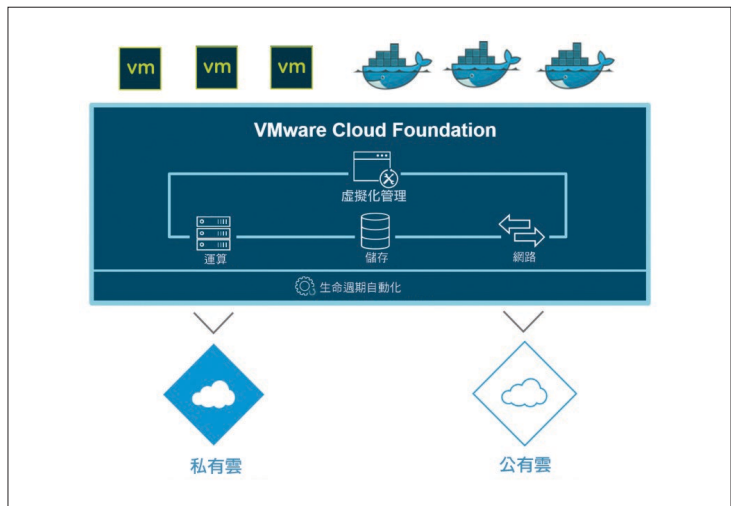 vm
vm
vm
VMware Cloud Foundation
虛擬化管理
運算
儲存
網路
生命週期自動化
私有雲
公有雲